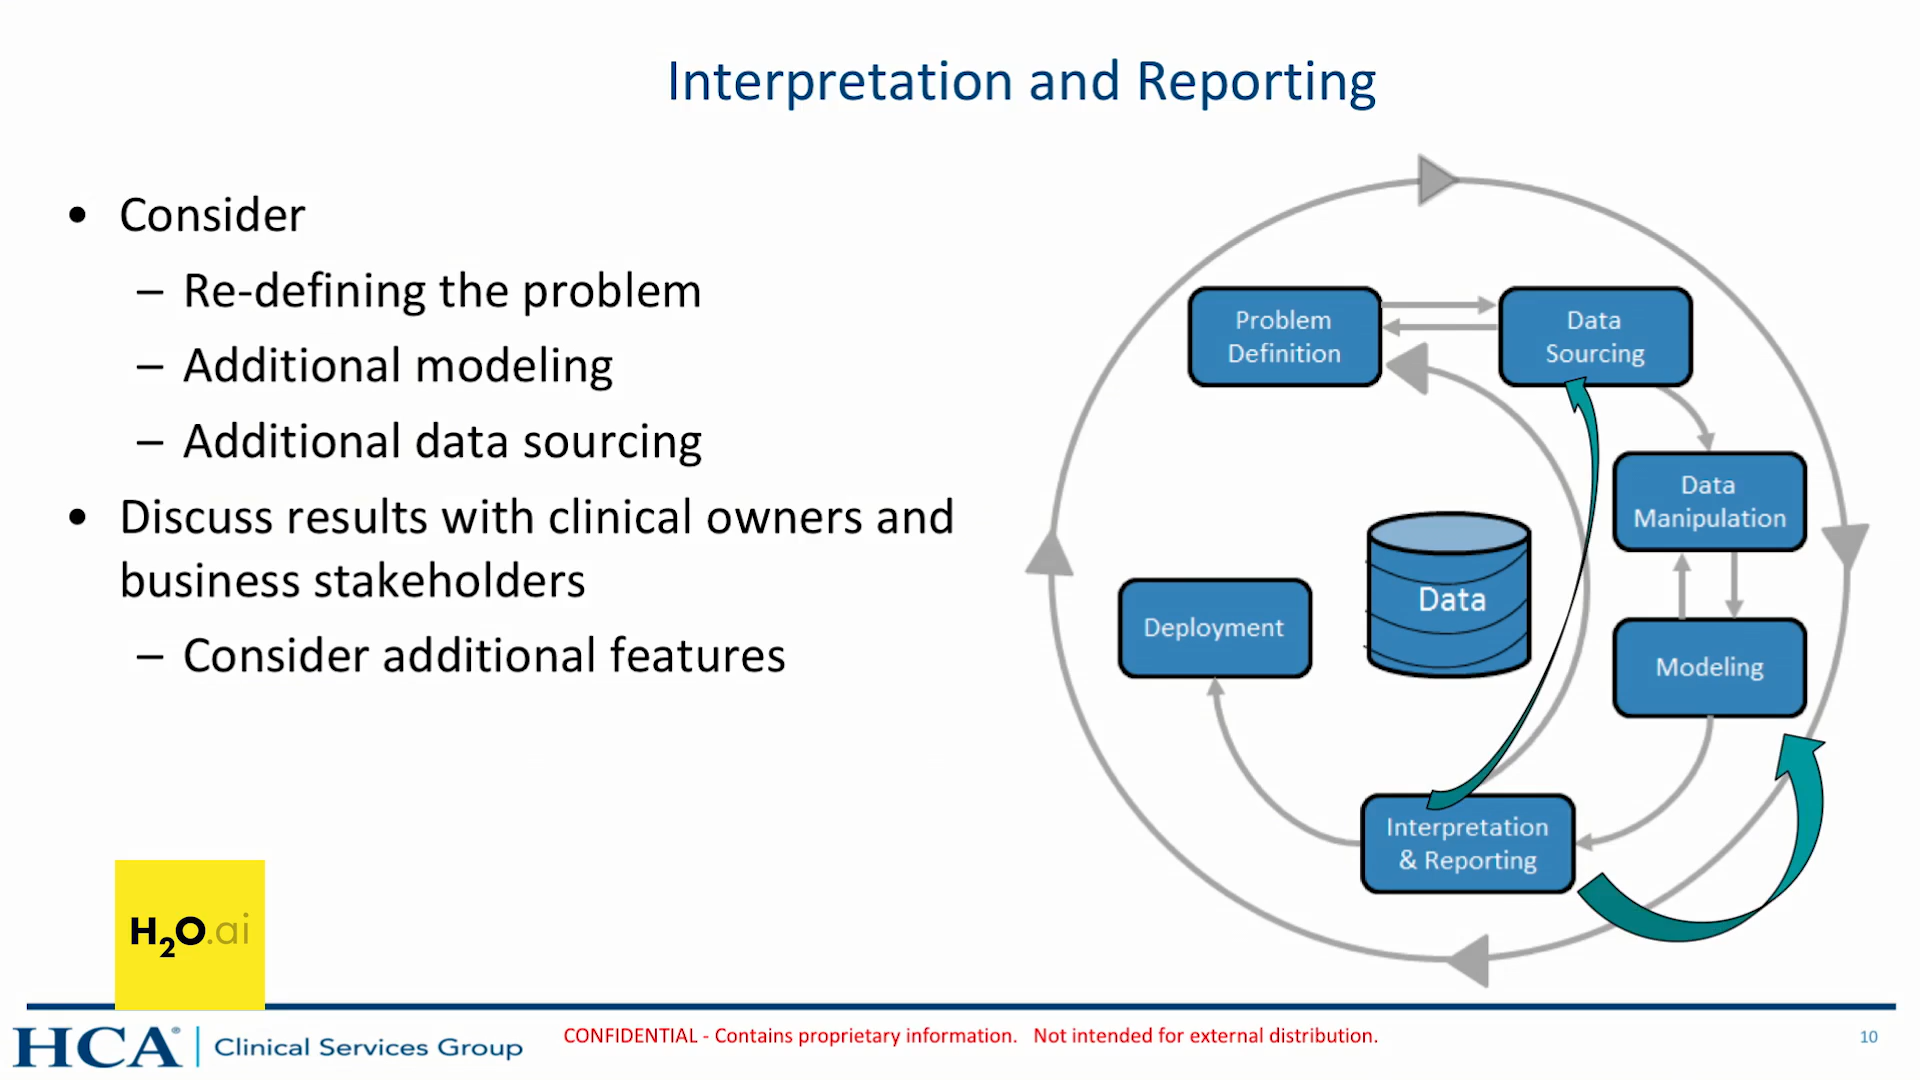 Interpretation and Reporting
• Consider
– Re-defining the problem
– Additional modeling
– Additional data sourcing
• Discuss results with clinical owners and
business stakeholders
– Consider additional features
Problem
Definition
Data
Sourcing
Data
Manipulation
Data
Deployment
Modeling
Interpretation
& Reporting
H2O.ai
HCA® | Clinical Services Group
CONFIDENTIAL - Contains proprietary information. Not intended for external distribution.
10